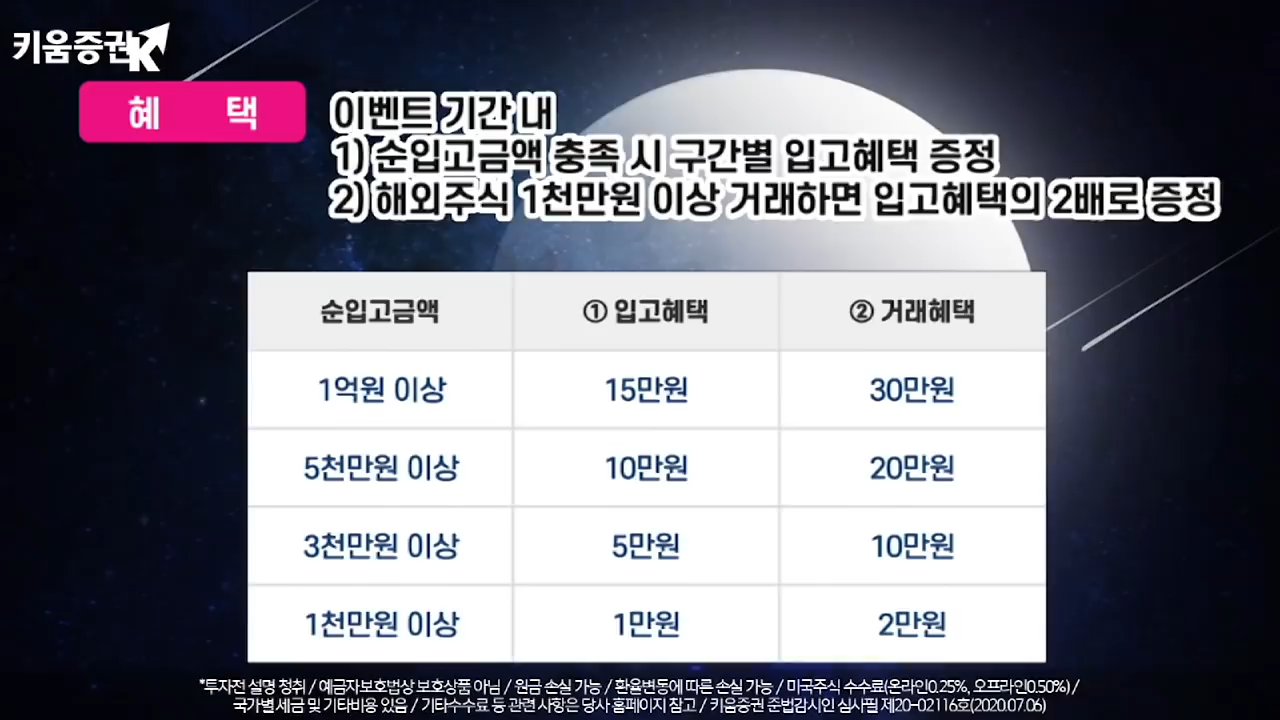 키움증권
혜 택
이벤트 기간 내
1) 순입고금액 충족 시 구간별 입고혜택 증정
2) 해외주식 1천만원 이상 거래하면 입고혜택의 2배로 증정
순입고금액 ① 입고혜택 ② 거래혜택
1억원 이상 15만원 30만원
5천만원 이상 10만원 20만원
3천만원 이상 5만원 10만원
1천만원 이상 1만원 2만원
*투자전 설명 청취 / 예금자보호법상 보호상품 아님 / 원금 손실 가능 / 환율변동에 따른 손실 가능 / 미국주식 수수료(온라인0.25%, 오프라인0.50%) /
국가별 세금 및 기타비용 있음 / 기타수수료 등 관련 사항은 당사 홈페이지 참고 / 키움증권 준법감시인 심사필 제20-02116호(2020.07.06)